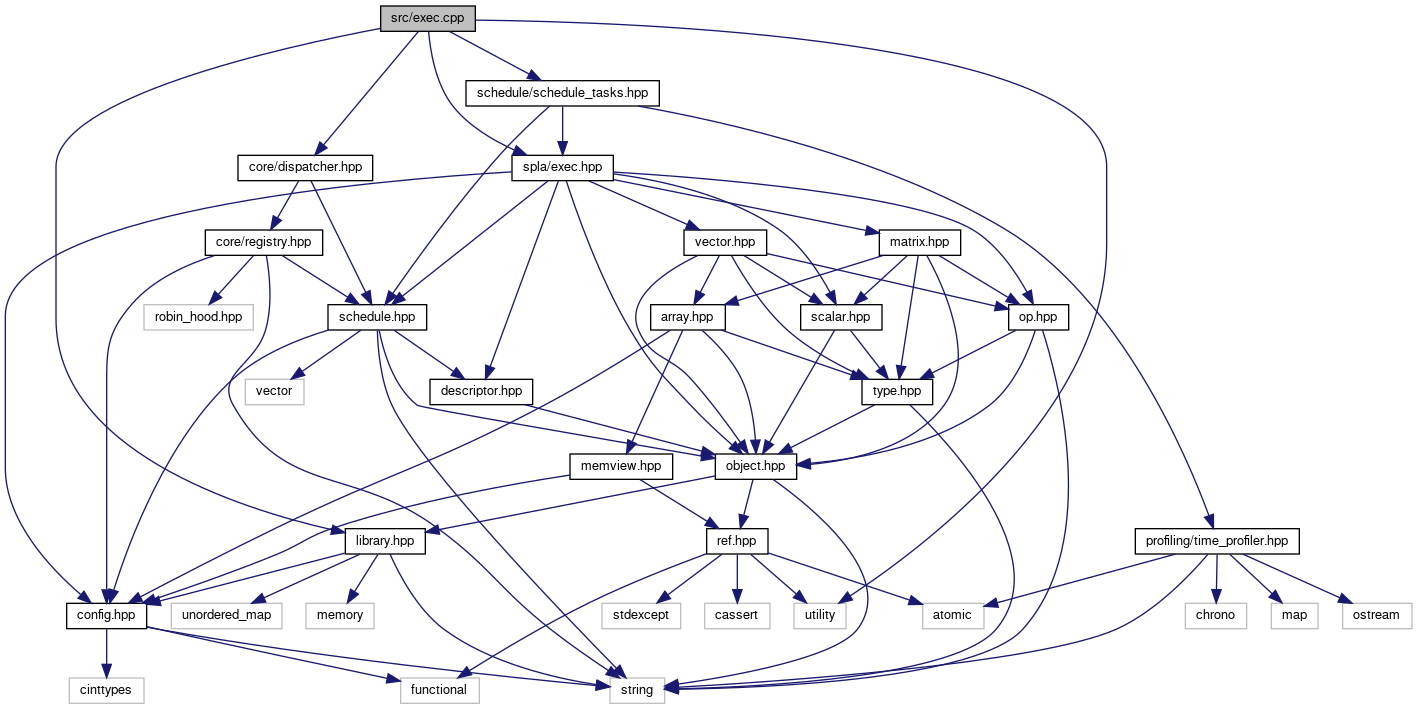 src/exec.cpp
schedule/schedule_tasks.hpp
core/dispatcher.hpp
spla/exec.hpp
core/registry.hpp
vector.hpp
matrix.hpp
robin_hood.hpp
schedule.hpp
array.hpp
scalar.hpp
op.hpp
vector
descriptor.hpp
type.hpp
memview.hpp
object.hpp
library.hpp
ref.hpp
profiling/time_profiler.hpp
config.hpp
unordered_map
memory
stdexcept
cassert
utility
atomic
chrono
map
ostream
cinttypes
functional
string